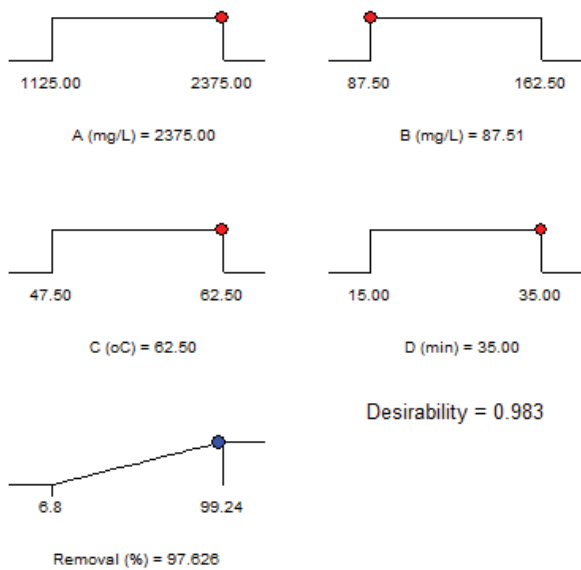 1125.00 2375.00 87.50 162.50
A (mg/L) = 2375.00 B (mg/L) = 87.51
47.50 62.50 15.00 35.00
C (oC) = 62.50 D (min) = 35.00
Desirability = 0.983
6.8 99.24
Removal (%) = 97.626